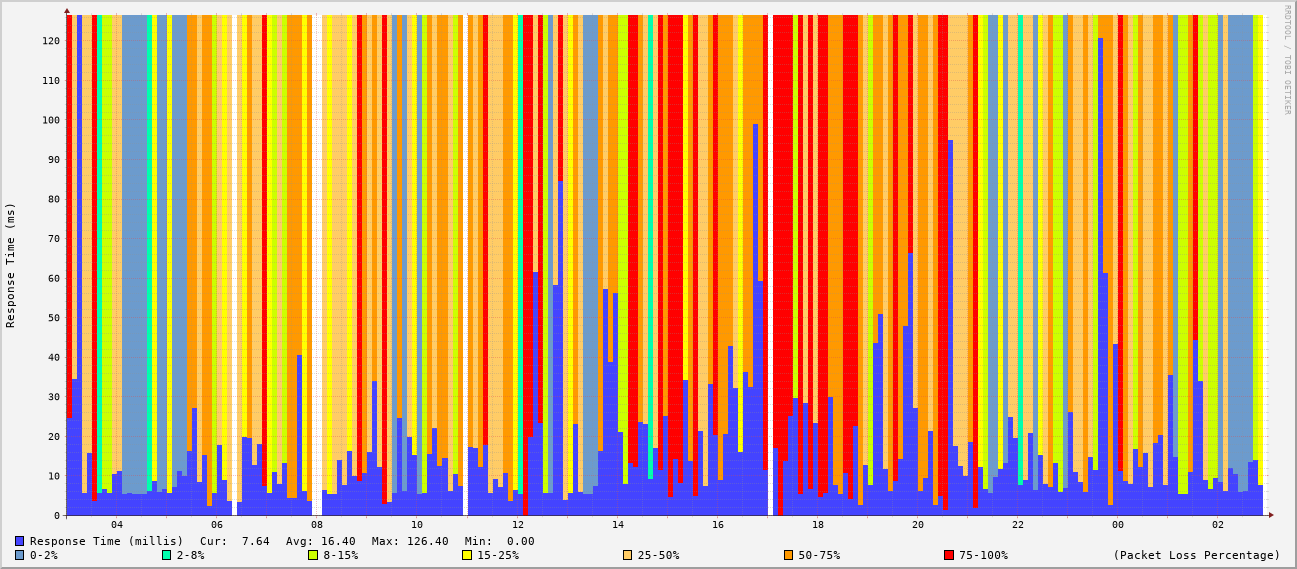 RRDTOOL / TOBI OETIKER
Response Time (ms)
120
110
100
90
80
70
60
50
40
30
20
10
0
04 06 08 10 12 14 16 18 20 22 00 02
Response Time (millis) Cur: 7.64 Avg: 16.40 Max: 126.40 Min: 0.00
0-2% 2-8% 8-15% 15-25% 25-50% 50-75% 75-100% (Packet Loss Percentage)